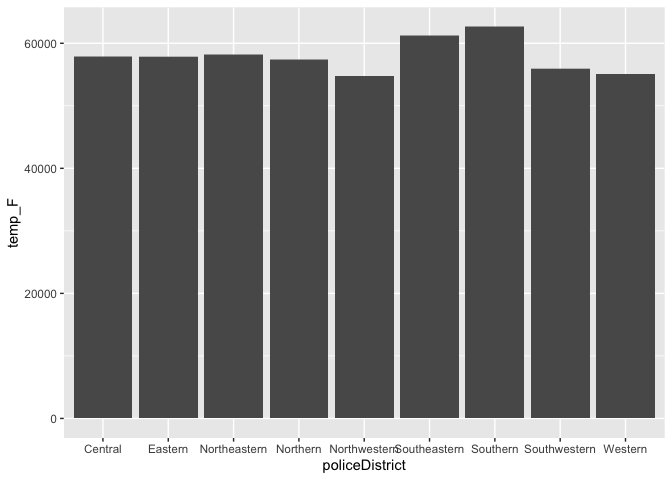 60000
40000
20000
0
temp_F
Central Eastern Northeastern Northern Northwestern Southeastern Southern Southwestern Western
policeDistrict